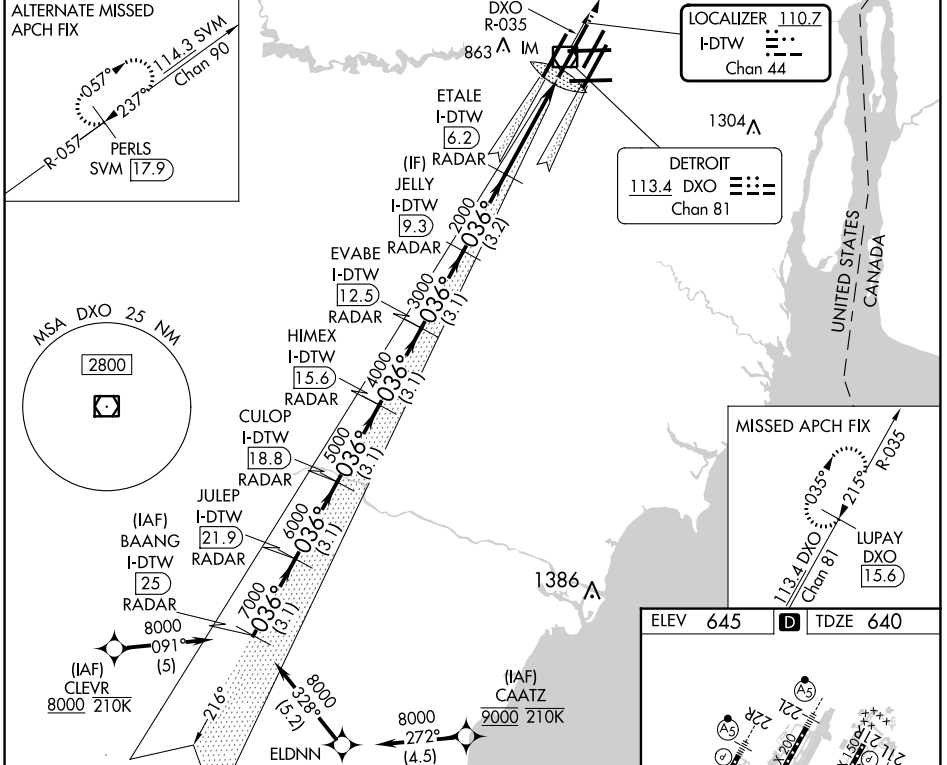 ALTERNATE MISSED
APCH FIX
057°
237°
114.3 SVM
Chan 90
R-057
PERLS
SVM 17.9
DXO
R-035
863
IM
LOCALIZER 110.7
I-DTW
Chan 44
1304
DETROIT
113.4 DXO
Chan 81
ETALE
I-DTW
6.2
RADAR
(IF)
JELLY
I-DTW
9.3
RADAR
2000
036°
(3.2)
EVABE
I-DTW
12.5
RADAR
3000
036°
(3.1)
HIMEX
I-DTW
15.6
RADAR
4000
036°
(3.1)
CULOP
I-DTW
18.8
RADAR
5000
036°
(3.1)
JULEP
I-DTW
21.9
RADAR
6000
036°
(3.1)
(IAF)
BAANG
I-DTW
25
RADAR
7000
036°
(3.1)
MSA DXO 25 NM
2800
UNITED STATES
CANADA
8000
091°
(5)
(IAF)
CLEVR
8000 210K
216°
8000
328°
(5.2)
ELDNN
8000
272°
(4.5)
(IAF)
CAATZ
9000 210K
1386
MISSED APCH FIX
R-035
035°
215°
113.4 DXO
Chan 81
LUPAY
DXO
15.6
ELEV 645
D
TDZE 640
A5
22R
A5
22L
X 200
X 150
21R
21L
P
P